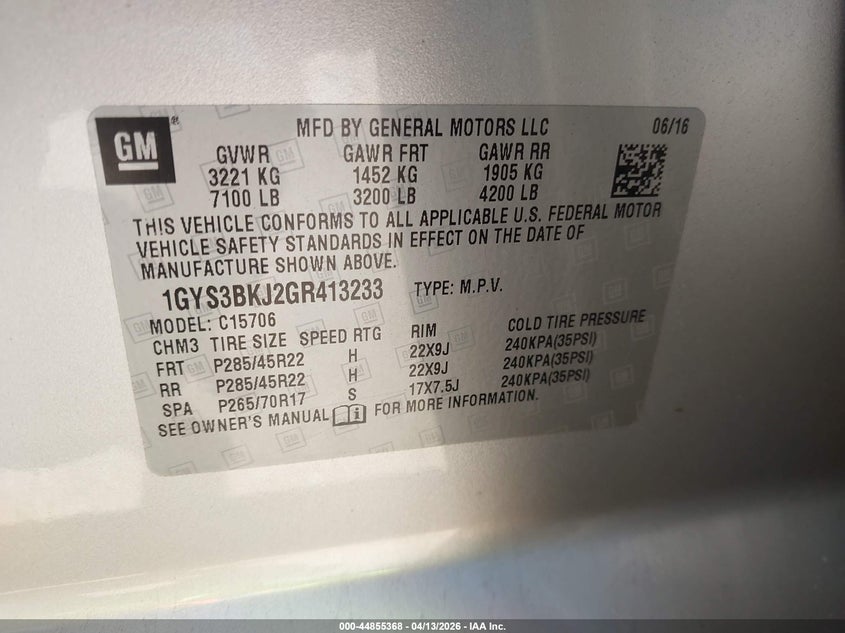 GM® MFD BY GENERAL MOTORS LLC 06/16
GVWR GAWR FRT GAWR RR
3221 KG 1452 KG 1905 KG
7100 LB 3200 LB 4200 LB
THIS VEHICLE CONFORMS TO ALL APPLICABLE U.S. FEDERAL MOTOR
VEHICLE SAFETY STANDARDS IN EFFECT ON THE DATE OF
MANUFACTURE SHOWN ABOVE.
1GYS3BKJ2GR413233 TYPE: M.P.V.
MODEL: C15706
CHM3 TIRE SIZE SPEED RTG RIM COLD TIRE PRESSURE
FRT P285/45R22 H 22X9J 240KPA(35PSI)
RR P285/45R22 H 22X9J 240KPA(35PSI)
SPA P265/70R17 S 17X7.5J 240KPA(35PSI)
SEE OWNER'S MANUAL FOR MORE INFORMATION.
000-44855368 - 04/13/2026 - IAA Inc.